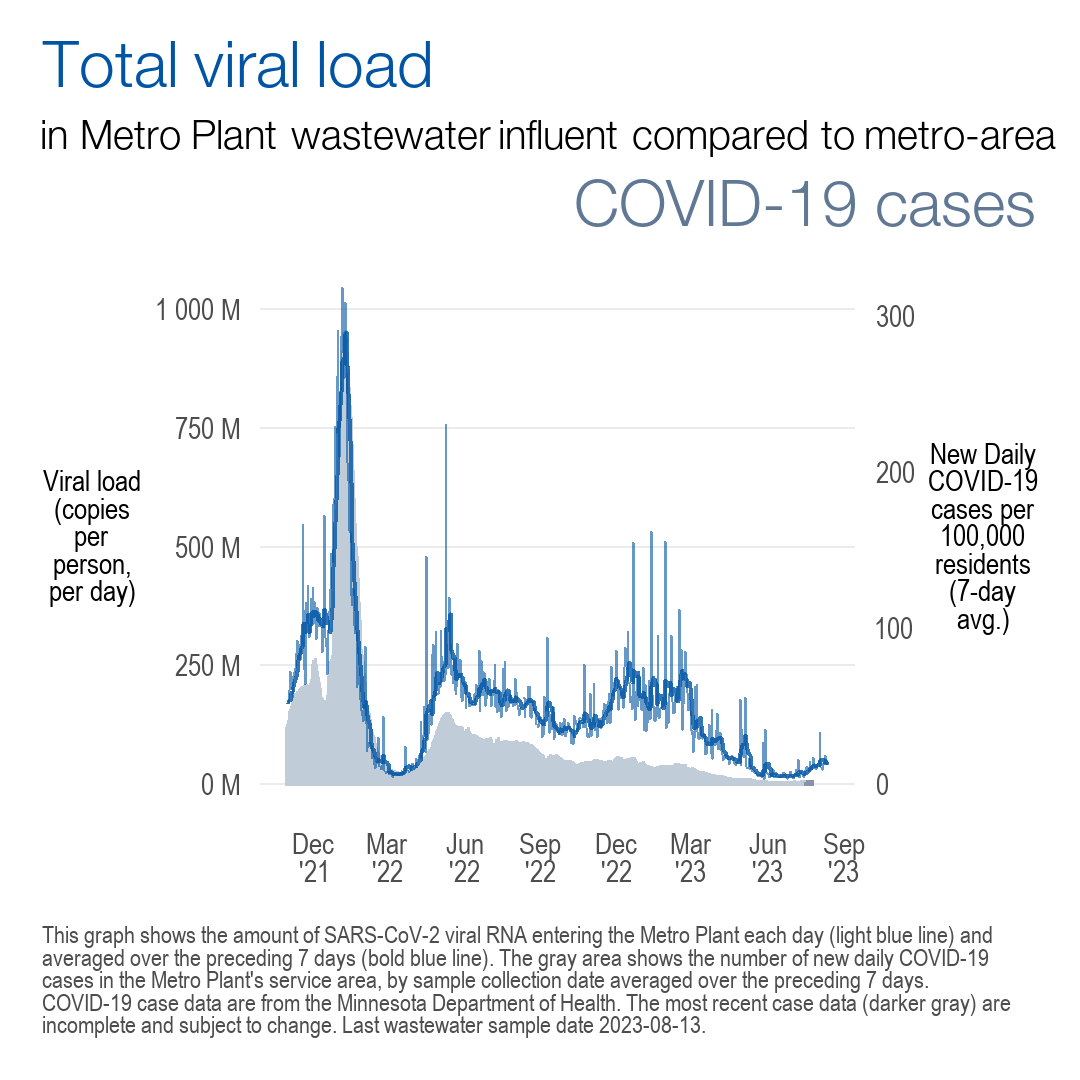 Total viral load
in Metro Plant wastewater influent compared to metro-area
COVID-19 cases
1 000 M
750 M
500 M
250 M
0 M
Viral load
(copies
per
person,
per day)
300
200
100
0
New Daily
COVID-19
cases per
100,000
residents
(7-day
avg.)
Dec Mar Jun Sep Dec Mar Jun Sep
'21 '22 '22 '22 '22 '23 '23 '23
This graph shows the amount of SARS-CoV-2 viral RNA entering the Metro Plant each day (light blue line) and
averaged over the preceding 7 days (bold blue line). The gray area shows the number of new daily COVID-19
cases in the Metro Plant's service area, by sample collection date averaged over the preceding 7 days.
COVID-19 case data are from the Minnesota Department of Health. The most recent case data (darker gray) are
incomplete and subject to change. Last wastewater sample date 2023-08-13.